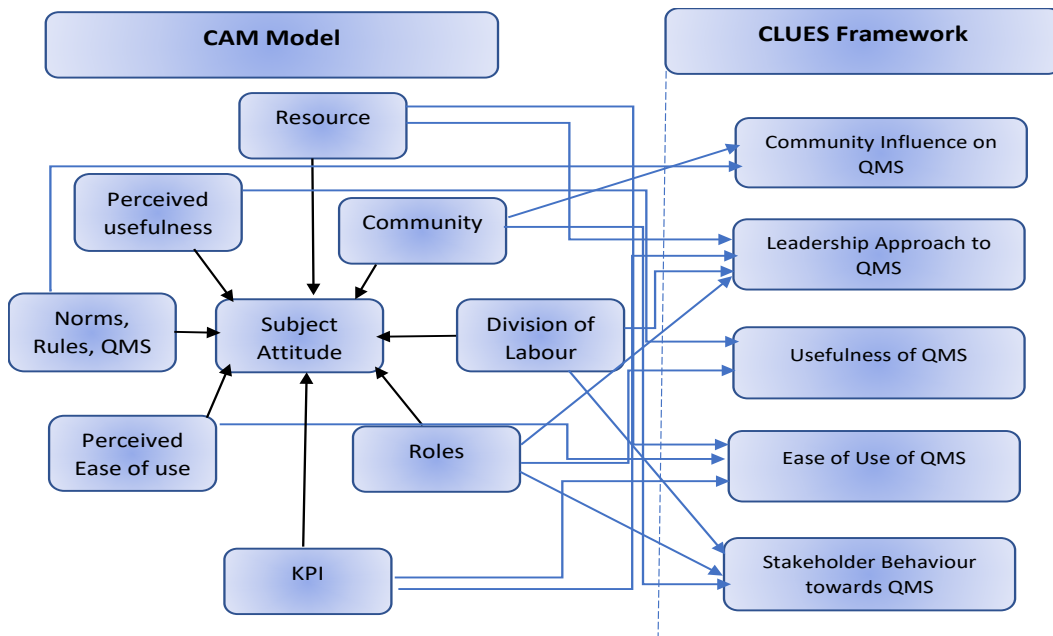 CAM Model
CLUES Framework
Resource
Community Influence on
QMS
Perceived
usefulness
Community
Leadership Approach to
QMS
Norms,
Rules, QMS
Subject
Attitude
Division of
Labour
Usefulness of QMS
Perceived
Ease of use
Roles
Ease of Use of QMS
KPI
Stakeholder Behaviour
towards QMS